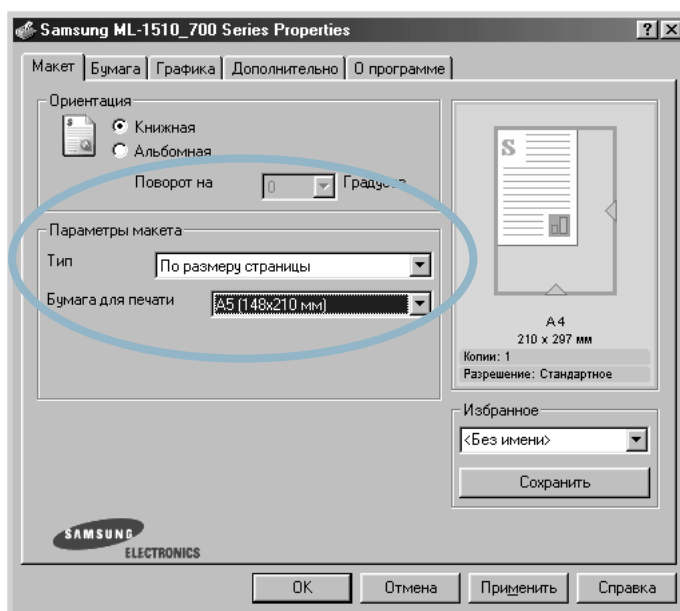 Samsung ML-1510_700 Series Properties
Макет Бумага Графика Дополнительно О программе
Ориентация
Книжная
Альбомная
Поворот на 0 Градусов
Параметры макета
Тип По размеру страницы
Бумага для печати A5 (148x210 мм)
S
A4
210 x 297 мм
Копии: 1
Разрешение: Стандартное
Избранное
<Без имени>
Сохранить
SAMSUNG
ELECTRONICS
OK Отмена Применить Справка